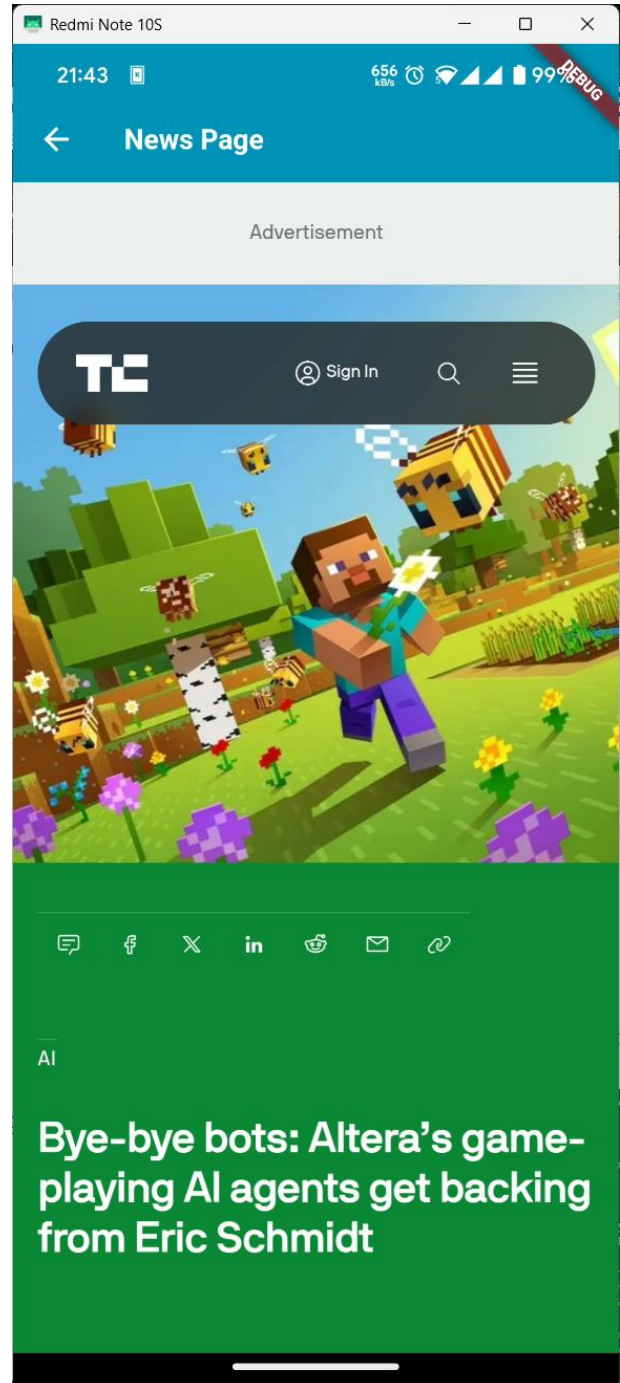 Redmi Note 10S
21:43 656 kB/s 99%
DEBUG
News Page
Advertisement
TC Sign In
in
AI
Bye-bye bots: Altera’s game-
playing AI agents get backing
from Eric Schmidt